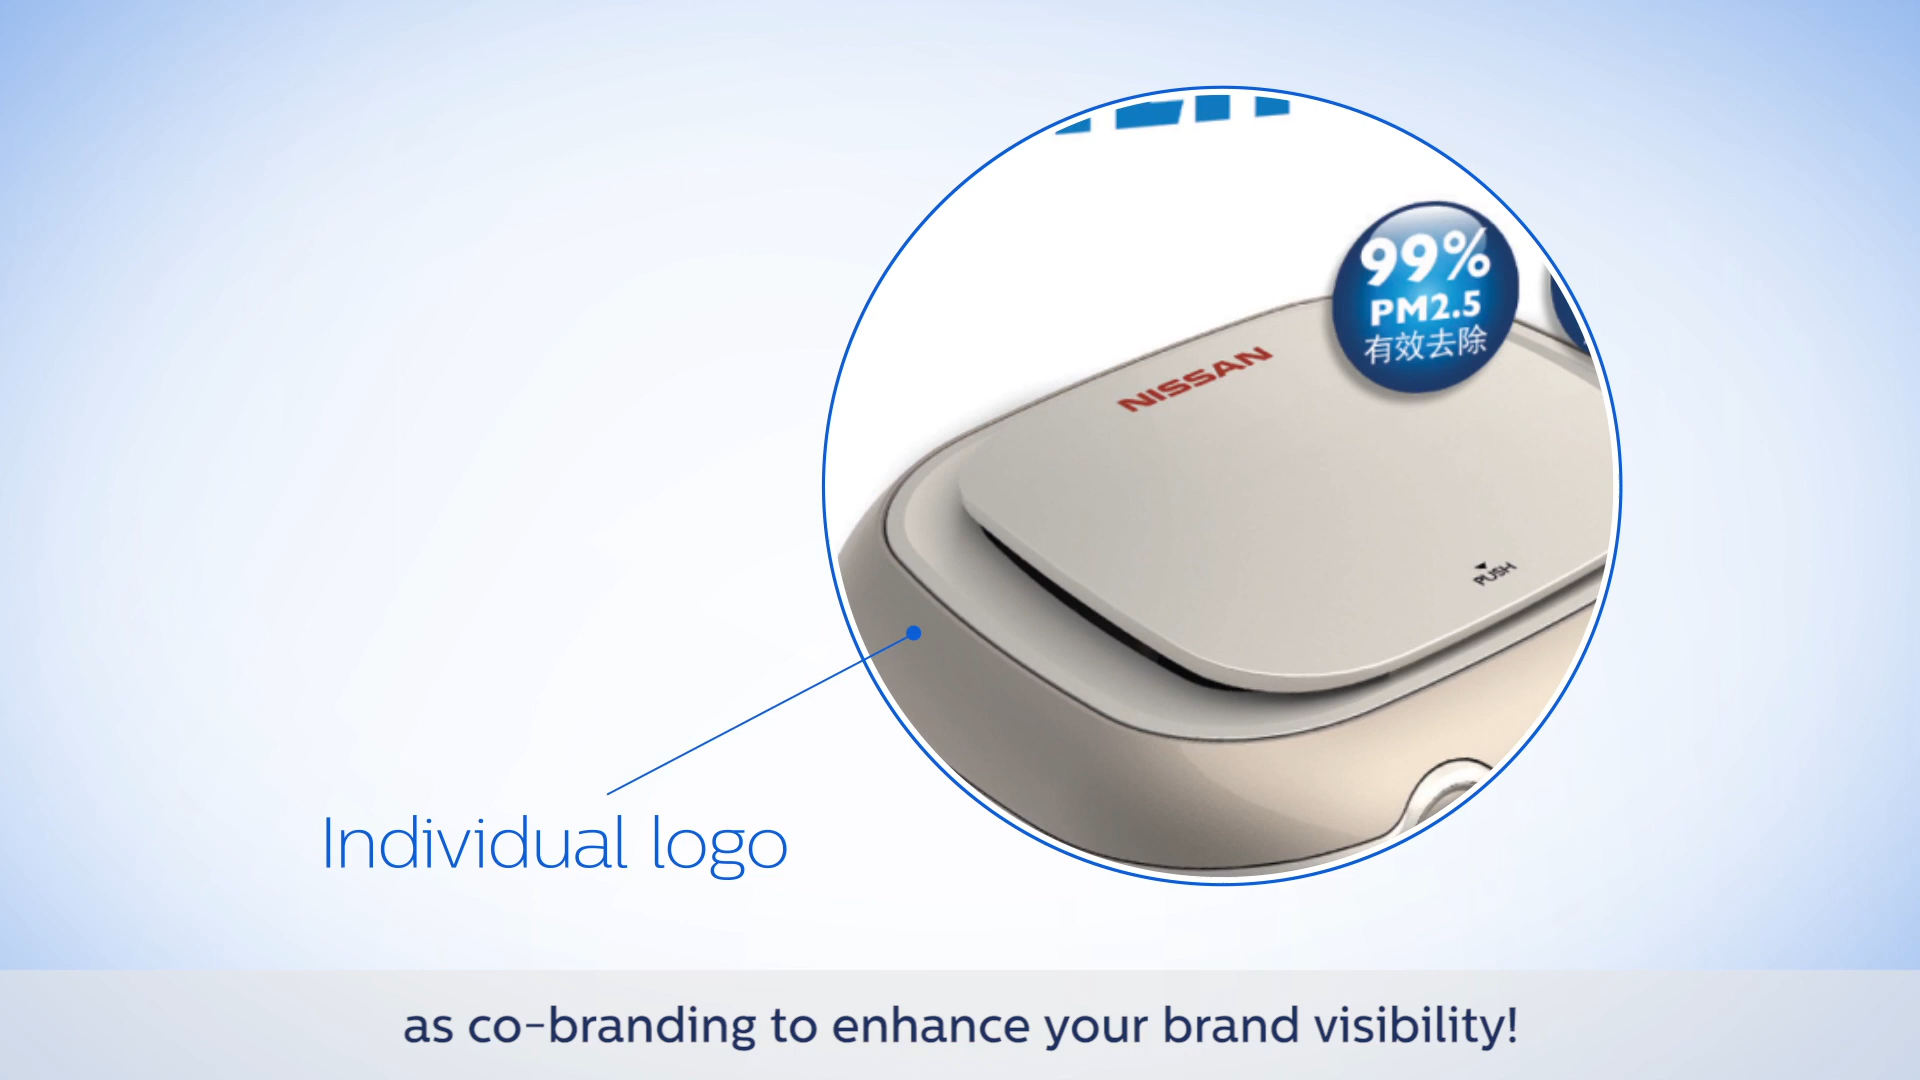 99%
PM2.5
有效去除
NISSAN
PUSH
Individual logo
as co-branding to enhance your brand visibility!